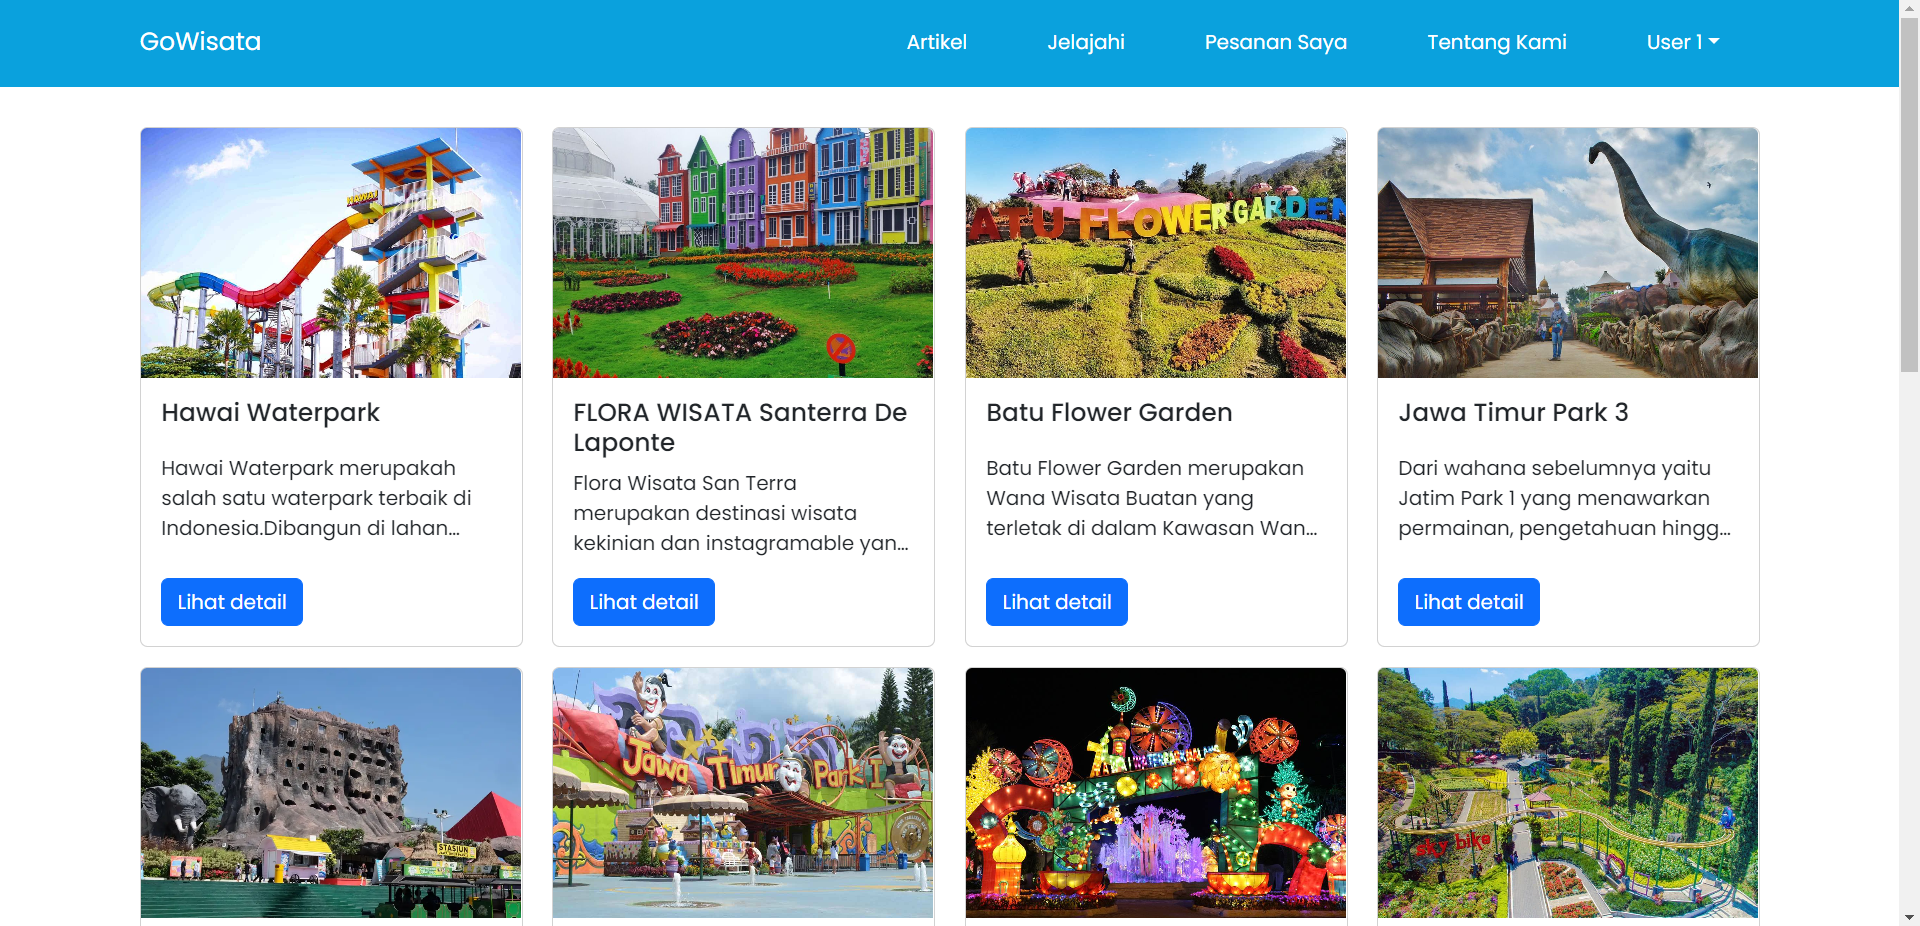 GoWisata
Artikel
Jelajahi
Pesanan Saya
Tentang Kami
User 1
HAWAI
ATU FLOWER GARDEN
Hawai Waterpark
Hawai Waterpark merupakah
salah satu waterpark terbaik di
Indonesia.Dibangun di lahan...
Lihat detail
FLORA WISATA Santerra De
Laponte
Flora Wisata San Terra
merupakan destinasi wisata
kekinian dan instagramable yan...
Lihat detail
Batu Flower Garden
Batu Flower Garden merupakan
Wana Wisata Buatan yang
terletak di dalam Kawasan Wan...
Lihat detail
Jawa Timur Park 3
Dari wahana sebelumnya yaitu
Jatim Park 1 yang menawarkan
permainan, pengetahuan hingg...
Lihat detail
STASIUN
Jawa Timur Park I
sky bike